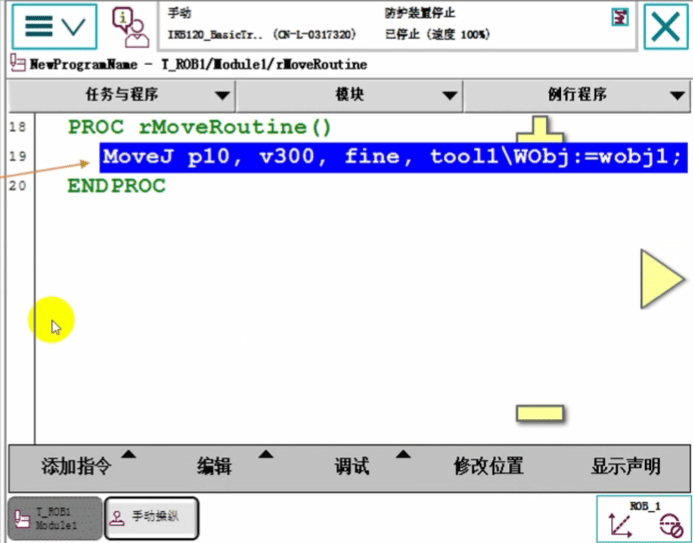 手动
防护装置停止
IRB120_BasicTr.. (CN-L-0317320)
已停止 (速度 100%)
NewProgramName - T_ROB1/Module1/rMoveRoutine
任务与程序
模块
例行程序
18 PROC rMoveRoutine()
19 MoveJ p10, v300, fine, tool1\WObj:=wobj1;
20 ENDPROC
添加指令
编辑
调试
修改位置
显示声明
T_ROB1
Module1
手动操纵
ROB_1